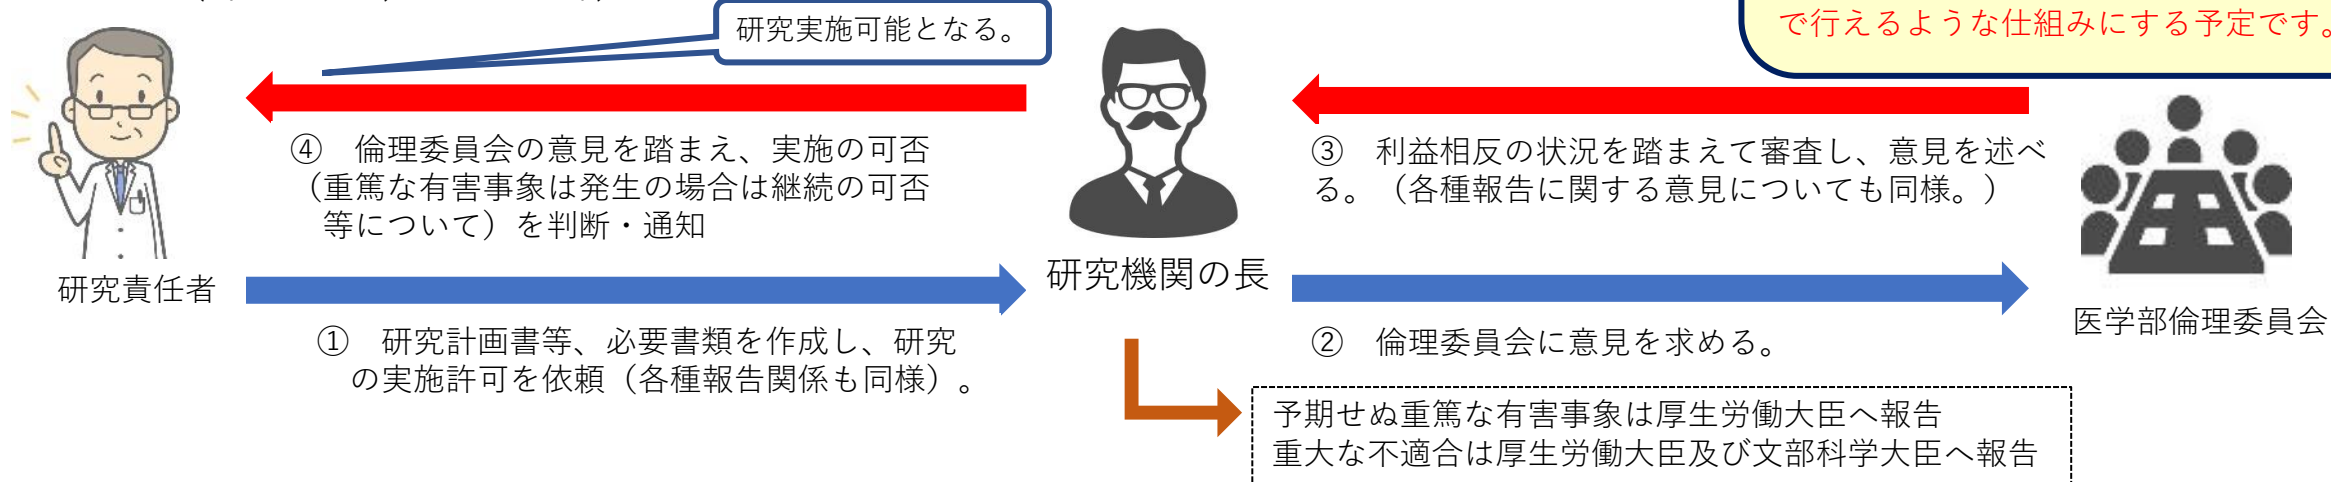 研究実施可能となる。
で行えるような仕組みにする予定です。
④　倫理委員会の意見を踏まえ、実施の可否
（重篤な有害事象は発生の場合は継続の可否
等について）を判断・通知
③　利益相反の状況を踏まえて審査し、意見を述べ
る。（各種報告に関する意見についても同様。）
研究責任者
研究機関の長
医学部倫理委員会
①　研究計画書等、必要書類を作成し、研究
の実施許可を依頼（各種報告関係も同様）。
②　倫理委員会に意見を求める。
予期せぬ重篤な有害事象は厚生労働大臣へ報告
重大な不適合は厚生労働大臣及び文部科学大臣へ報告